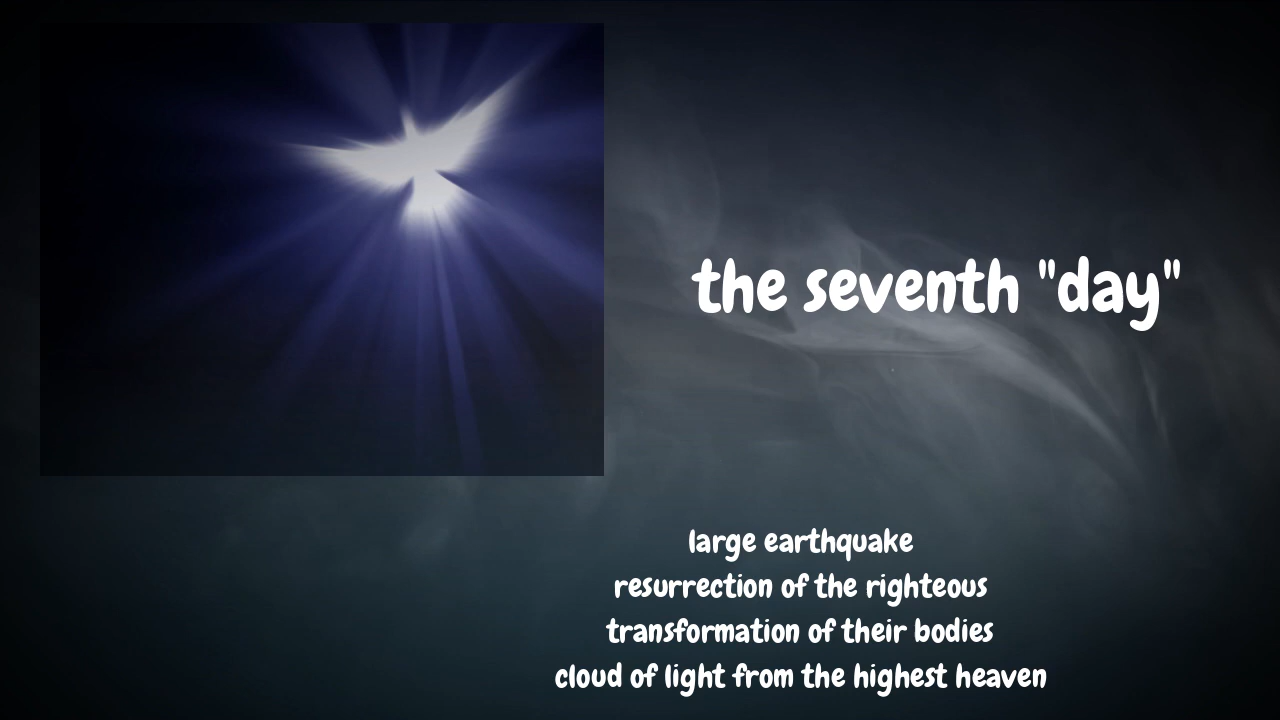 the seventh "day"
large earthquake
resurrection of the righteous
transformation of their bodies
cloud of light from the highest heaven